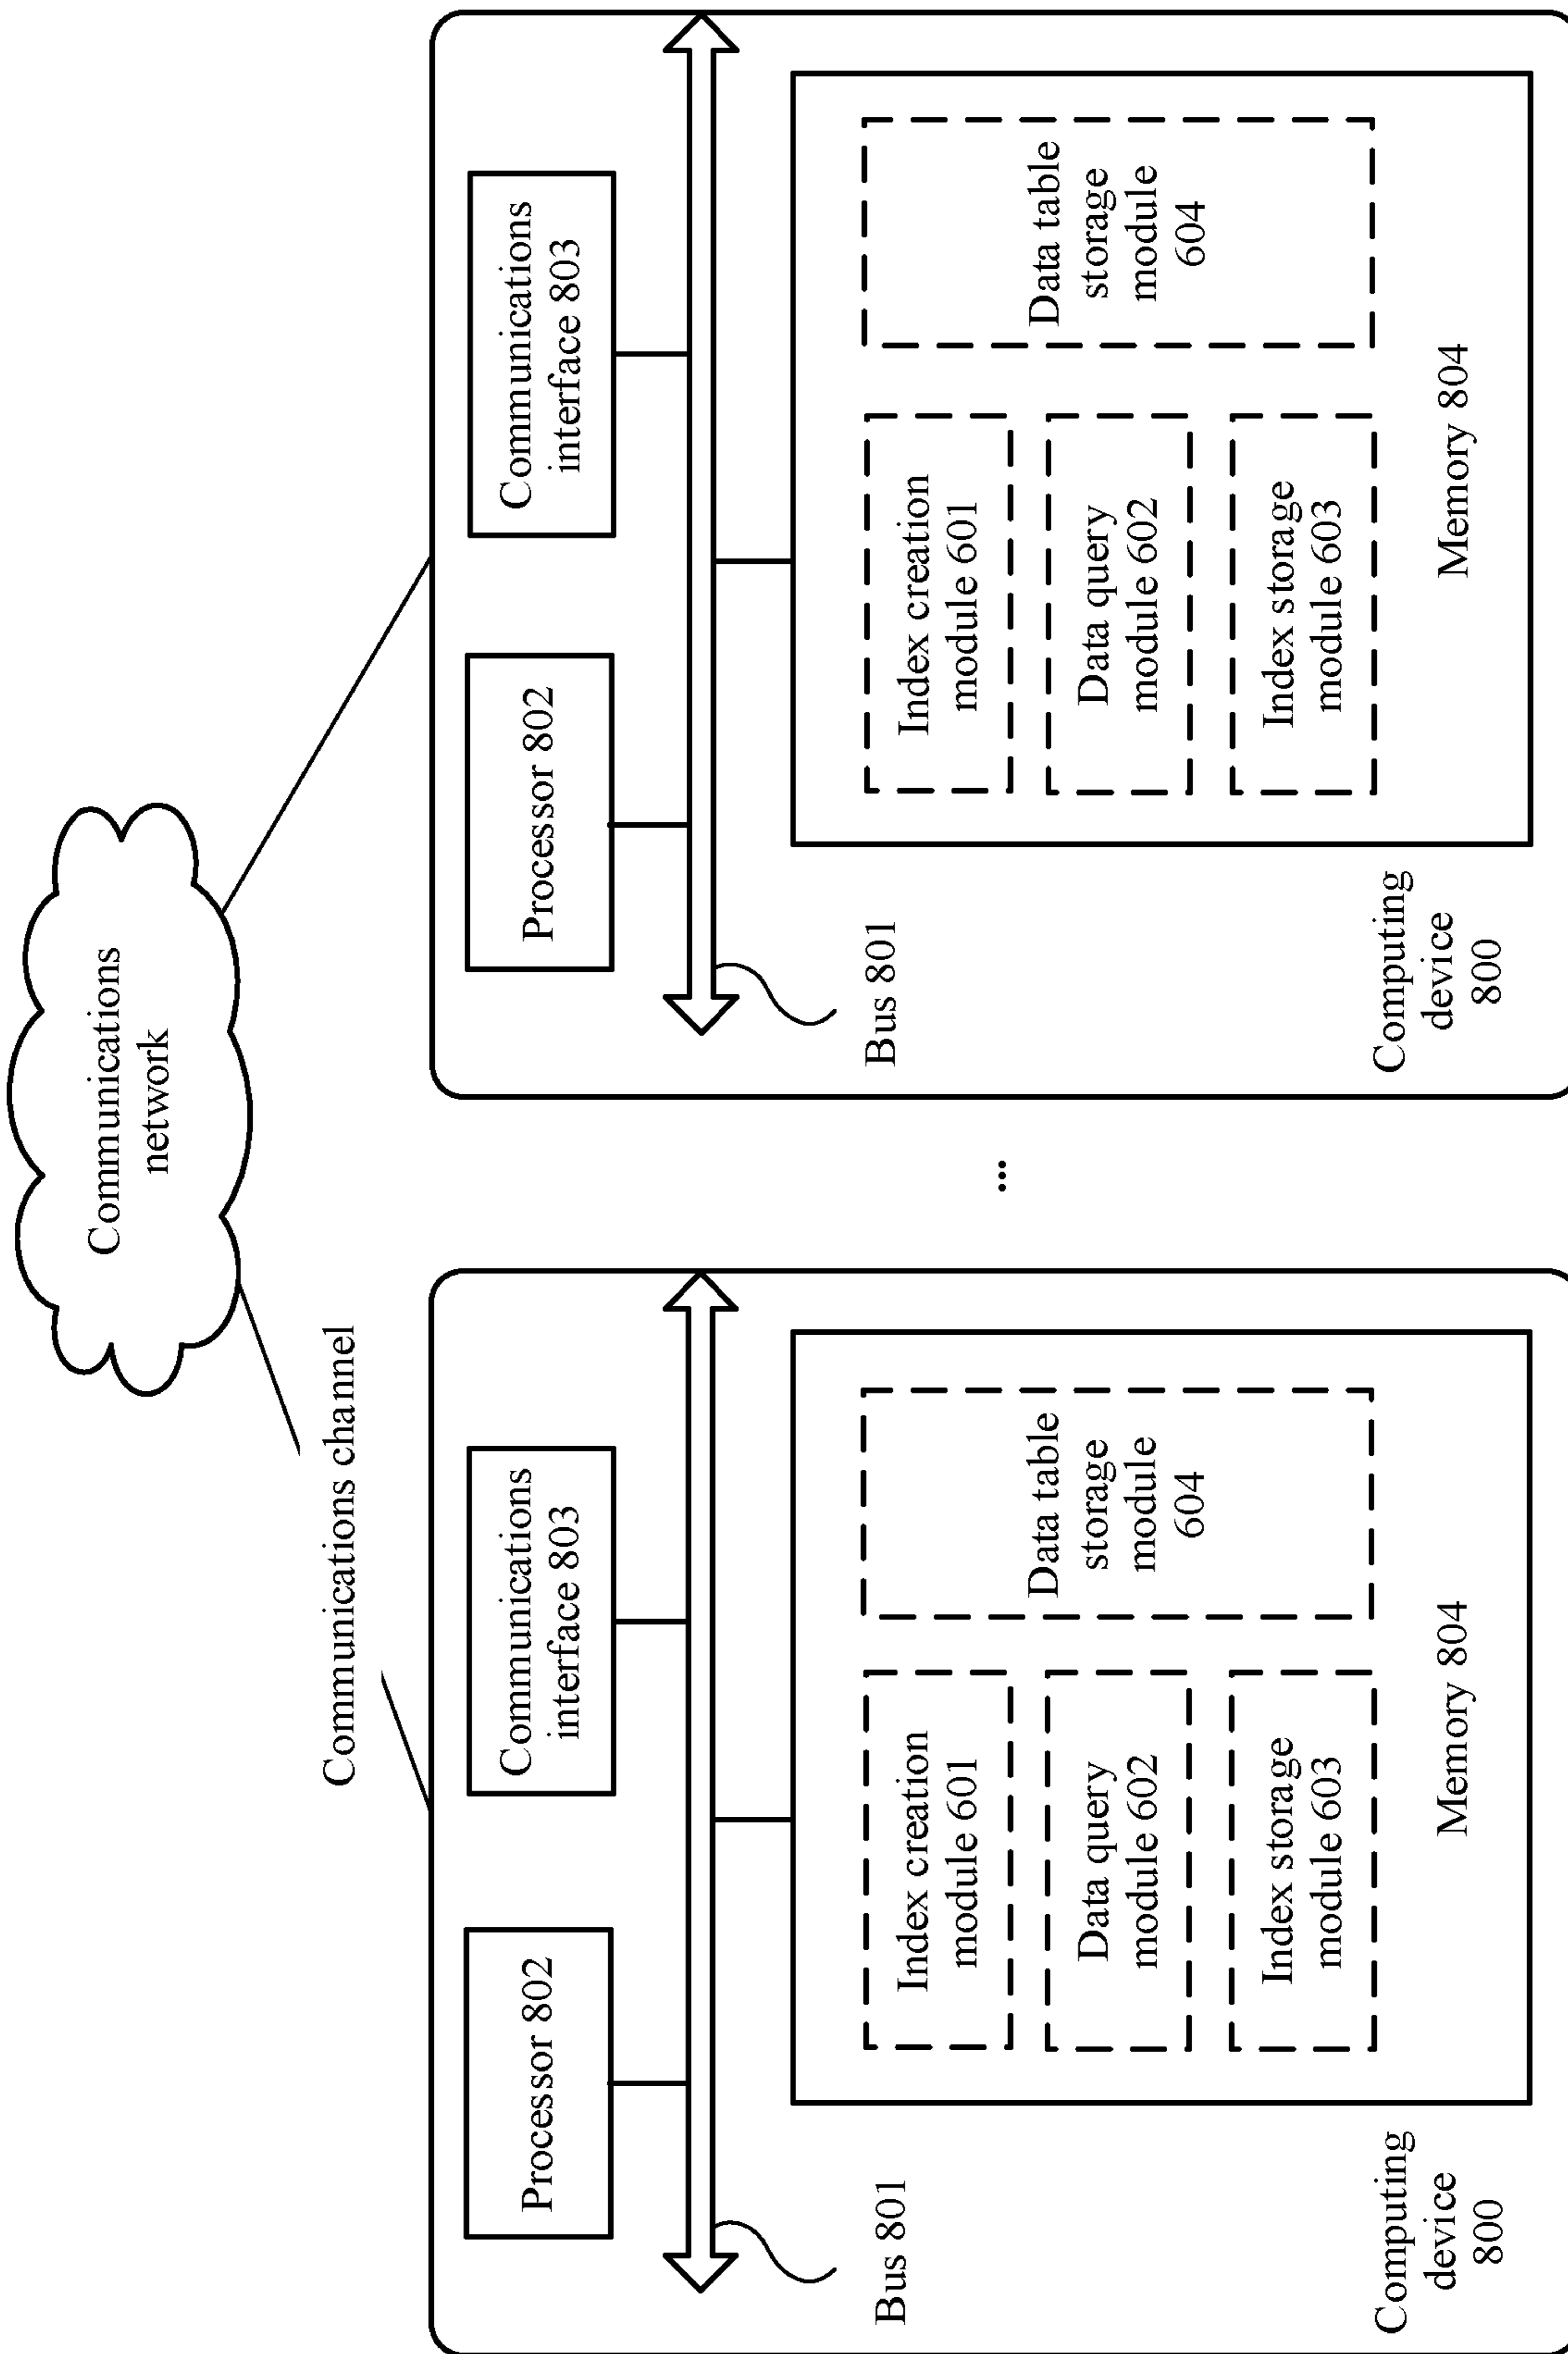 Communications
network
Communications channel
Processor 802
Communications
interface 803
Bus 801
Index creation
module 601
Data query
module 602
Index storage
module 603
Data table
storage
module
604
Memory 804
Computing
device
800
...
Processor 802
Communications
interface 803
Bus 801
Index creation
module 601
Data query
module 602
Index storage
module 603
Data table
storage
module
604
Memory 804
Computing
device
800